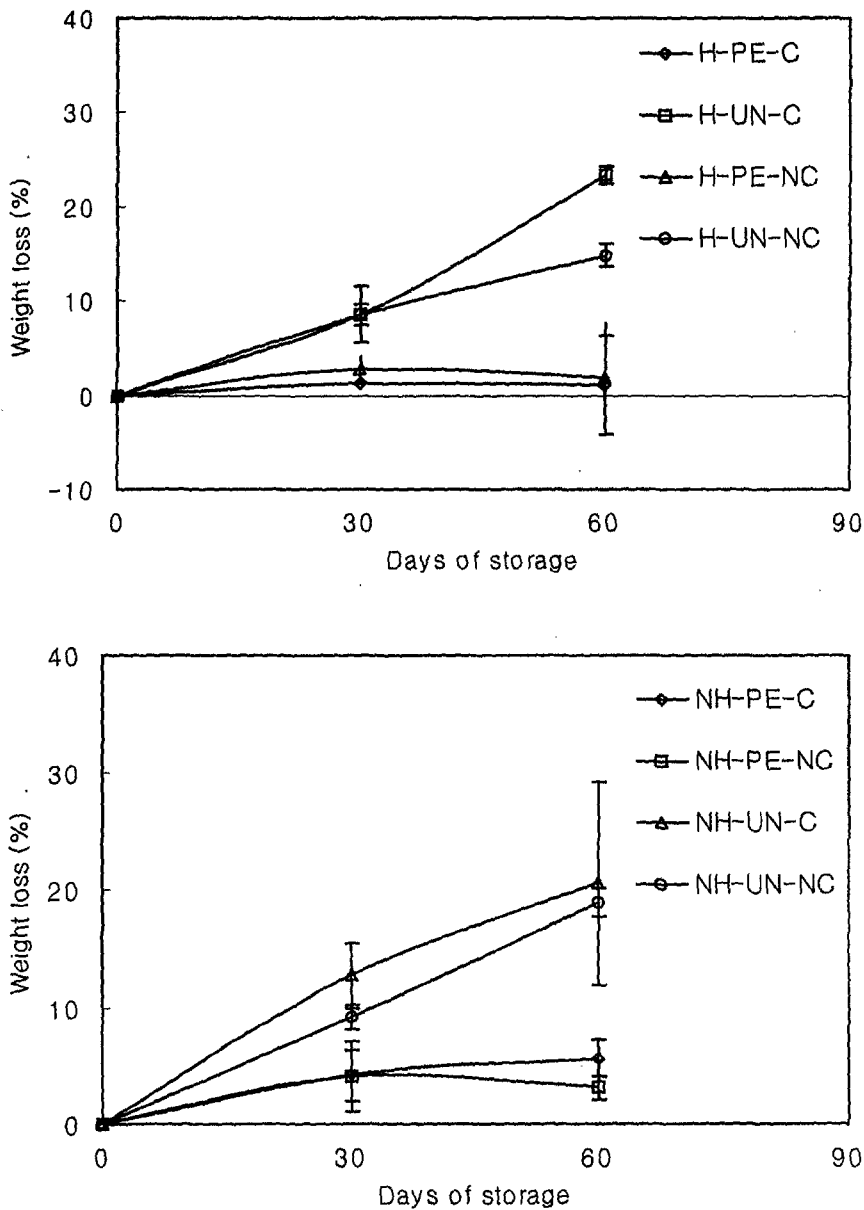 40
30
20
10
0
-10
Weight loss (%)
H-PE-C
H-UN-C
H-PE-NC
H-UN-NC
0 30 60 90
Days of storage
40
30
20
10
0
Weight loss (%)
NH-PE-C
NH-PE-NC
NH-UN-C
NH-UN-NC
0 30 60 90
Days of storage